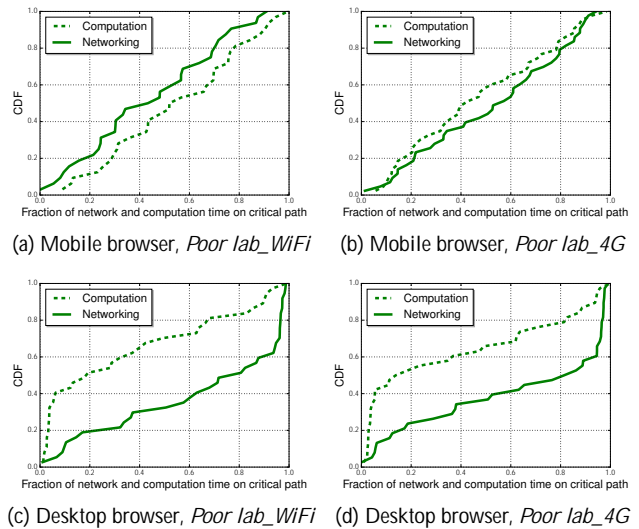 1.0
0.8
0.6
0.4
0.2
0.0
CDF
Computation
Networking
0.0 0.2 0.4 0.6 0.8 1.0
Fraction of network and computation time on critical path
(a) Mobile browser, Poor lab_WiFi
1.0
0.8
0.6
0.4
0.2
0.0
CDF
Computation
Networking
0.0 0.2 0.4 0.6 0.8 1.0
Fraction of network and computation time on critical path
(b) Mobile browser, Poor lab_4G
1.0
0.8
0.6
0.4
0.2
0.0
CDF
Computation
Networking
0.0 0.2 0.4 0.6 0.8 1.0
Fraction of network and computation time on critical path
(c) Desktop browser, Poor lab_WiFi
1.0
0.8
0.6
0.4
0.2
0.0
CDF
Computation
Networking
0.0 0.2 0.4 0.6 0.8 1.0
Fraction of network and computation time on critical path
(d) Desktop browser, Poor lab_4G